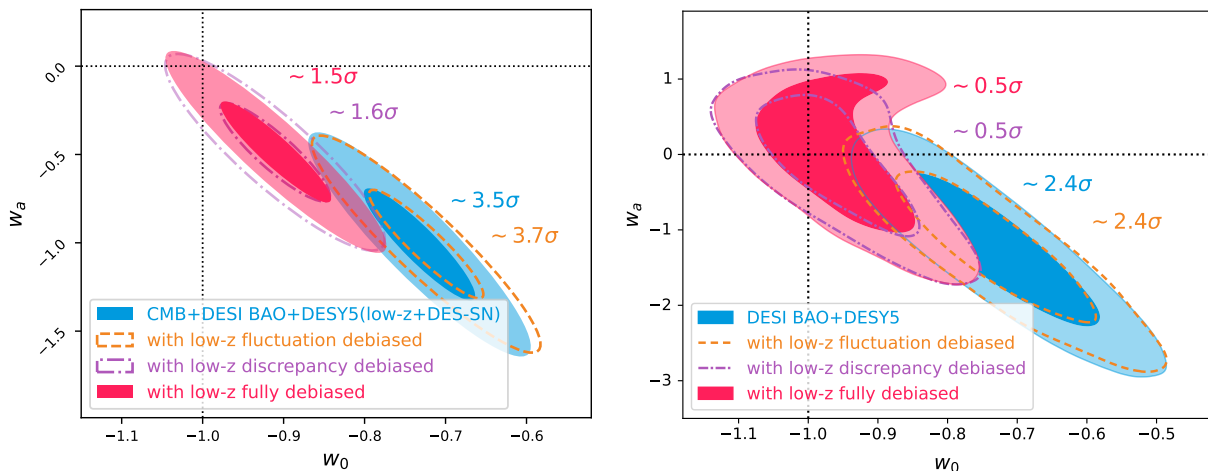 0.0
−0.5
−1.0
−1.5
w_a
∼1.5σ
∼1.6σ
∼3.5σ
∼3.7σ
CMB+DESI BAO+DESY5(low-z+DES-SN)
with low-z fluctuation debiased
with low-z discrepancy debiased
with low-z fully debiased
−1.1 −1.0 −0.9 −0.8 −0.7 −0.6
w_0
1
0
−1
−2
−3
w_a
∼0.5σ
∼0.5σ
∼2.4σ
∼2.4σ
DESI BAO+DESY5
with low-z fluctuation debiased
with low-z discrepancy debiased
with low-z fully debiased
−1.1 −1.0 −0.9 −0.8 −0.7 −0.6 −0.5
w_0